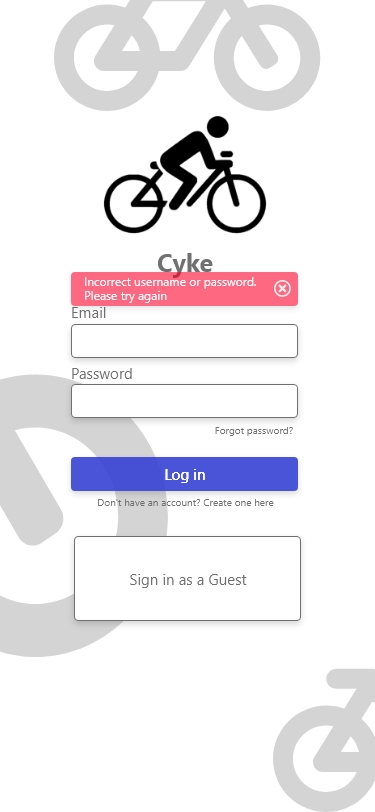 Cyke
Incorrect username or password.
Please try again
Email
Password
Forgot password?
Log in
Don't have an account? Create one here
Sign in as a Guest